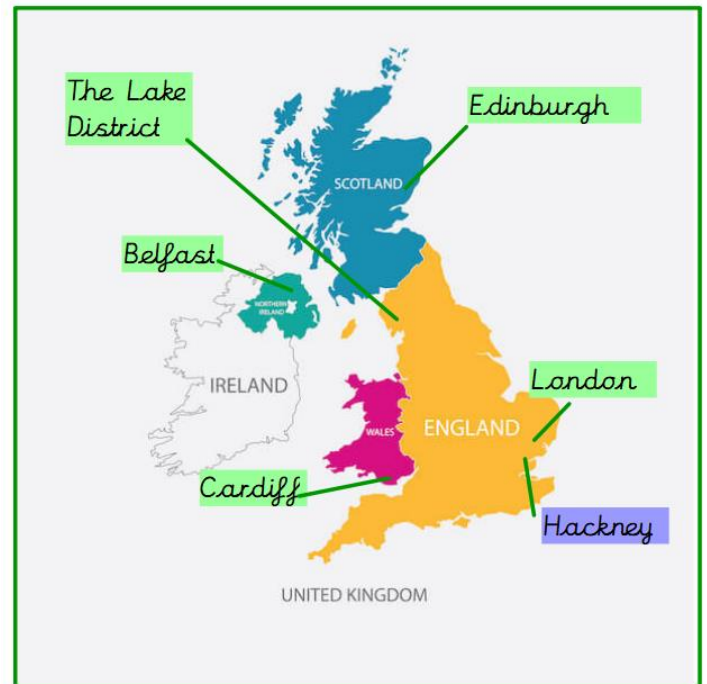 The Lake
District
Edinburgh
SCOTLAND
Belfast
NORTHERN
IRELAND
IRELAND
London
WALES
ENGLAND
Cardiff
Hackney
UNITED KINGDOM